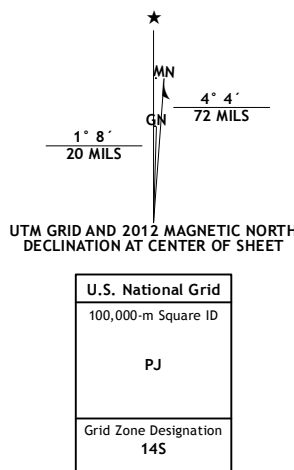 MN
4° 4´
72 MILS
GN
1° 8´
20 MILS
UTM GRID AND 2012 MAGNETIC NORTH
DECLINATION AT CENTER OF SHEET
U.S. National Grid
100,000-m Square ID
PJ
Grid Zone Designation
14S